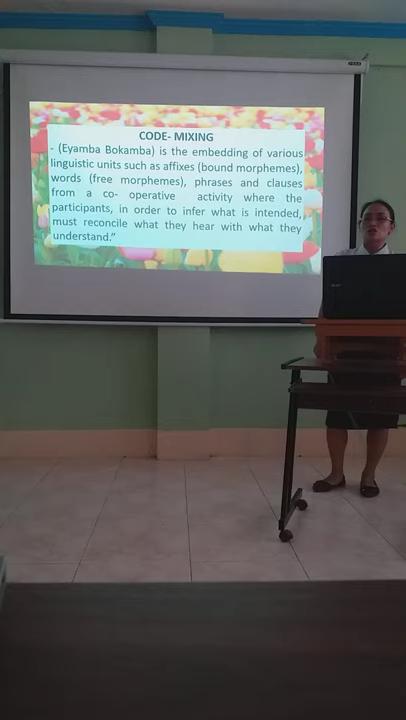 CODE- MIXING
- (Eyamba Bokamba) is the embedding of various
linguistic units such as affixes (bound morphemes),
words (free morphemes), phrases and clauses
from a co- operative activity where the
participants, in order to infer what is intended,
must reconcile what they hear with what they
understand.”